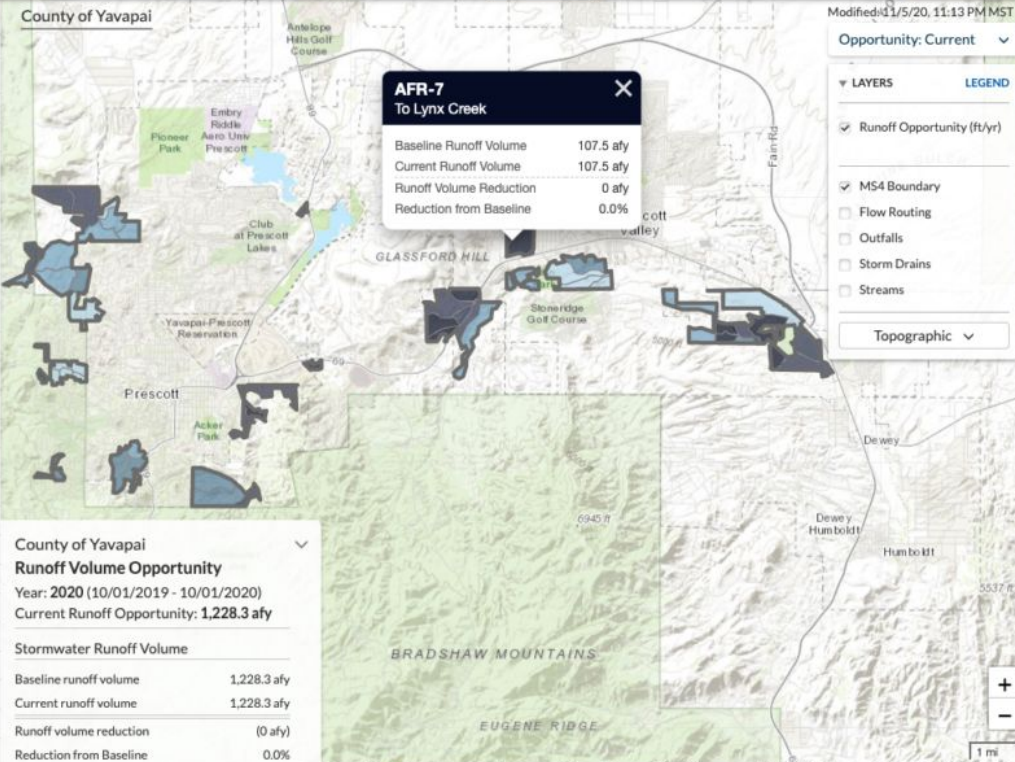 County of Yavapai
Modified:11/5/20, 11:13 PM MST
Opportunity: Current
LAYERS LEGEND
Runoff Opportunity (ft/yr)
MS4 Boundary
Flow Routing
Outfalls
Storm Drains
Streams
Topographic
AFR-7
To Lynx Creek
Baseline Runoff Volume 107.5 afy
Current Runoff Volume 107.5 afy
Runoff Volume Reduction 0 afy
Reduction from Baseline 0.0%
Antelope
Hills Golf
Course
89
Pioneer
Park
Embry
Riddle
Aero Univ
Prescott
Fain Rd
Club
at Prescott
Lakes
GLASSFORD HILL
cott
Valley
Stoneridge
Golf Course
Yavapai-Prescott
Reservation
69
Prescott
Acker
Park
Dewey
6945 ft
Dewey
Humboldt
Humboldt
5537 ft
BRADSHAW MOUNTAINS
EUGENE RIDGE
County of Yavapai
Runoff Volume Opportunity
Year: 2020 (10/01/2019 - 10/01/2020)
Current Runoff Opportunity: 1,228.3 afy
Stormwater Runoff Volume
Baseline runoff volume 1,228.3 afy
Current runoff volume 1,228.3 afy
Runoff volume reduction (0 afy)
Reduction from Baseline 0.0%
+
−
1 mi